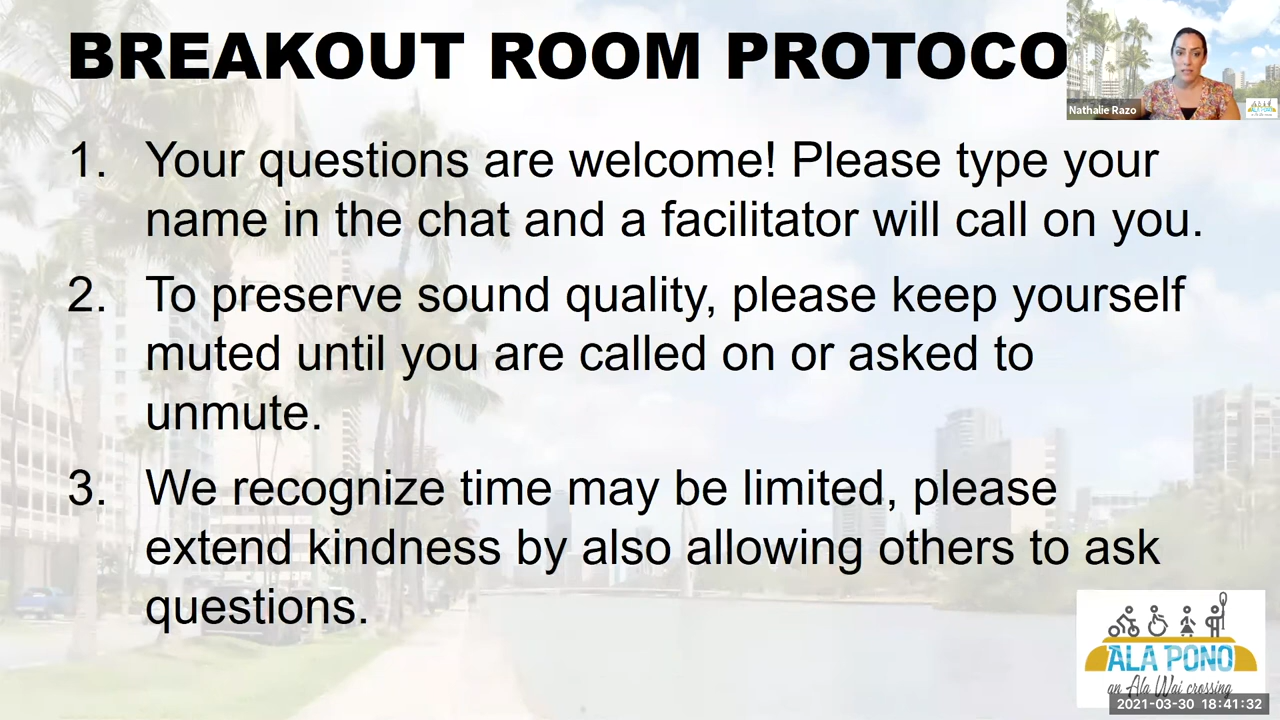 BREAKOUT ROOM PROTOCO
Nathalie Razo
1. Your questions are welcome! Please type your
name in the chat and a facilitator will call on you.
2. To preserve sound quality, please keep yourself
muted until you are called on or asked to
unmute.
3. We recognize time may be limited, please
extend kindness by also allowing others to ask
questions.
ALA PONO
an Ala Wai crossing
2021-03-30 18:41:32